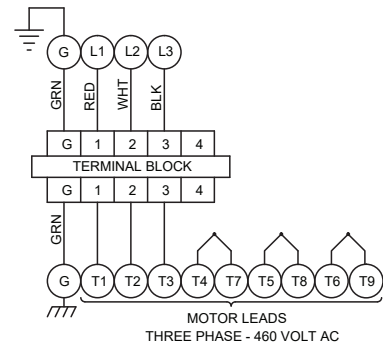 G L1 L2 L3
GRN RED WHT BLK
G 1 2 3 4
TERMINAL BLOCK
G 1 2 3 4
GRN
G T1 T2 T3 T4 T7 T5 T8 T6 T9
MOTOR LEADS
THREE PHASE - 460 VOLT AC